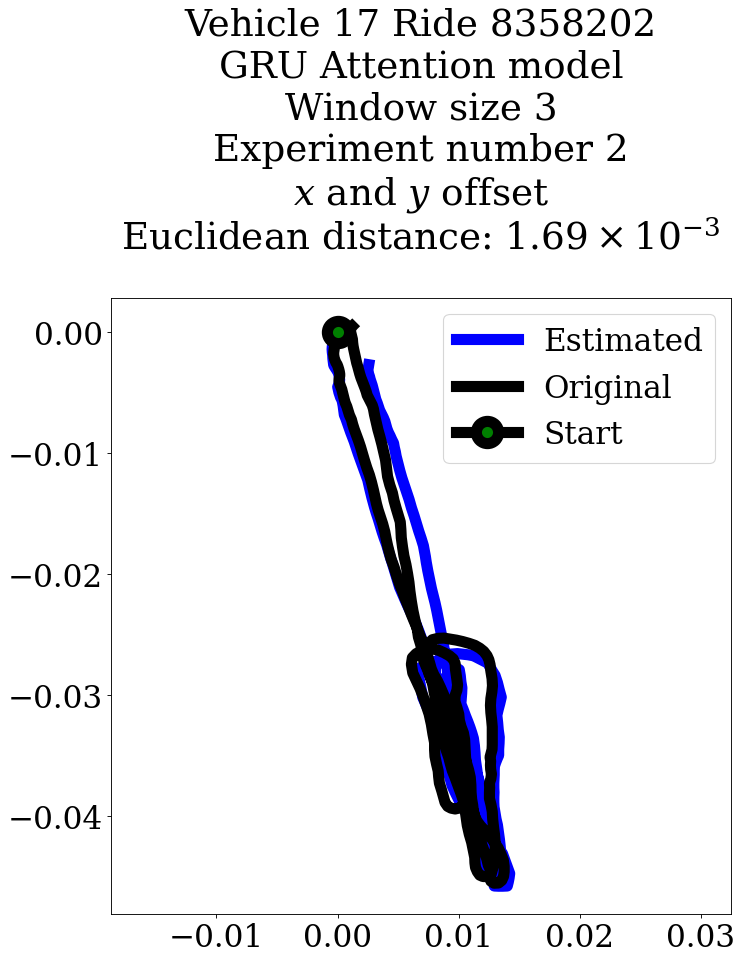 Vehicle 17 Ride 8358202
GRU Attention model
Window size 3
Experiment number 2
x and y offset
Euclidean distance: 1.69 × 10⁻³
Estimated
Original
Start
0.00
−0.01
−0.02
−0.03
−0.04
−0.01 0.00 0.01 0.02 0.03